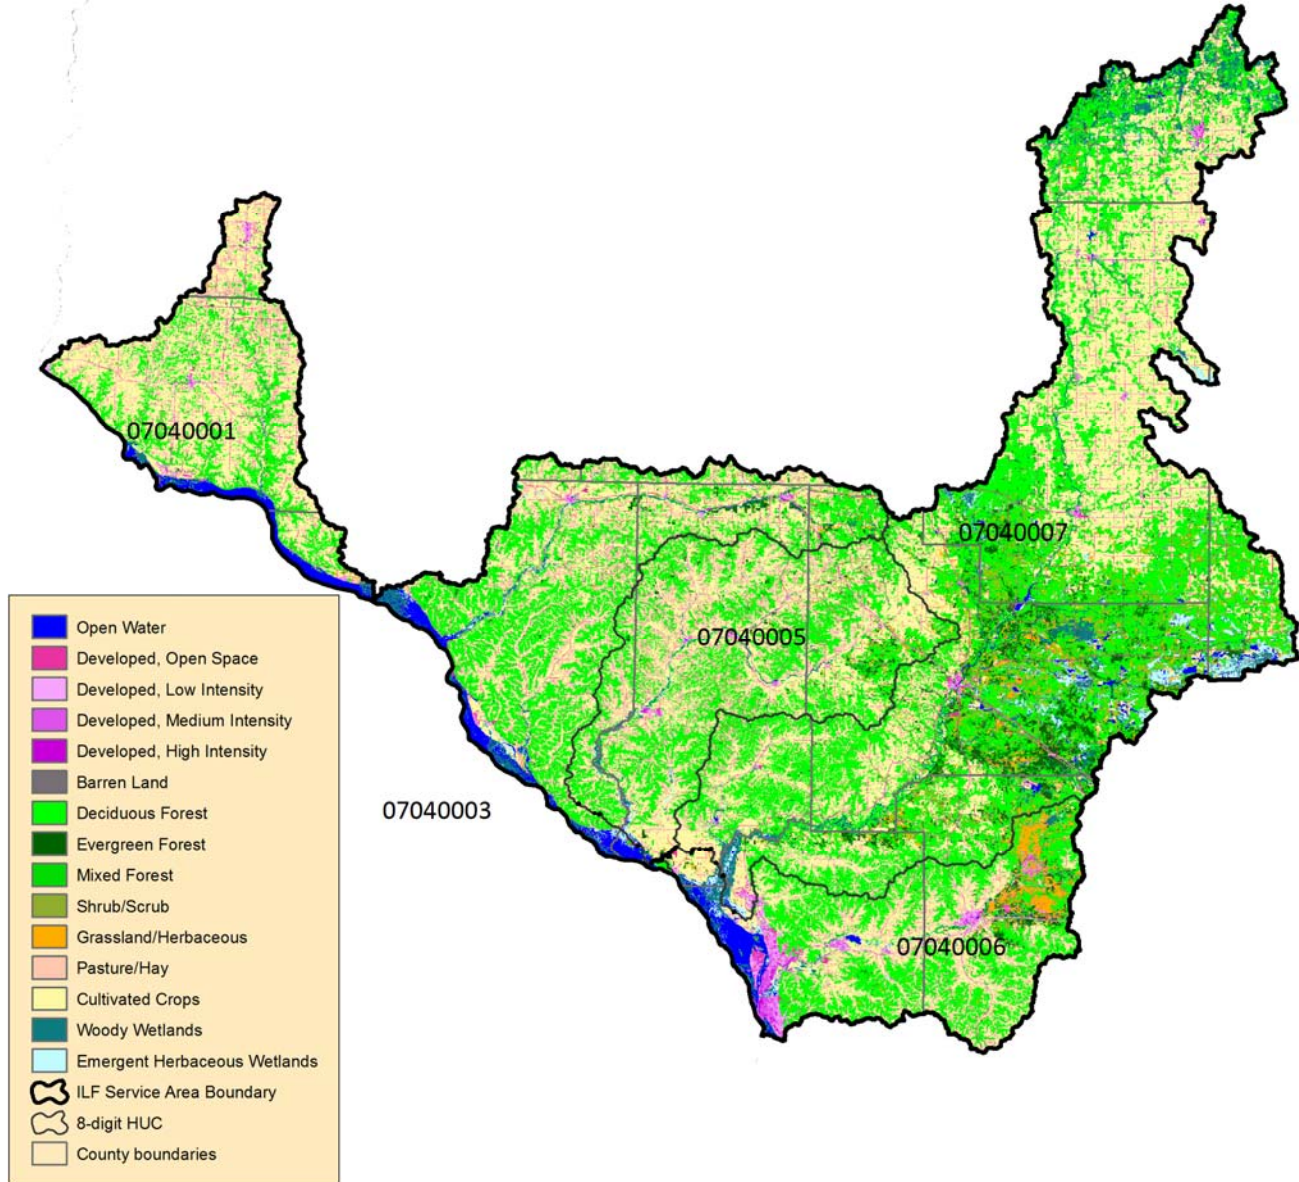 07040001
07040007
07040005
07040003
07040006
Open Water
Developed, Open Space
Developed, Low Intensity
Developed, Medium Intensity
Developed, High Intensity
Barren Land
Deciduous Forest
Evergreen Forest
Mixed Forest
Shrub/Scrub
Grassland/Herbaceous
Pasture/Hay
Cultivated Crops
Woody Wetlands
Emergent Herbaceous Wetlands
ILF Service Area Boundary
8-digit HUC
County boundaries